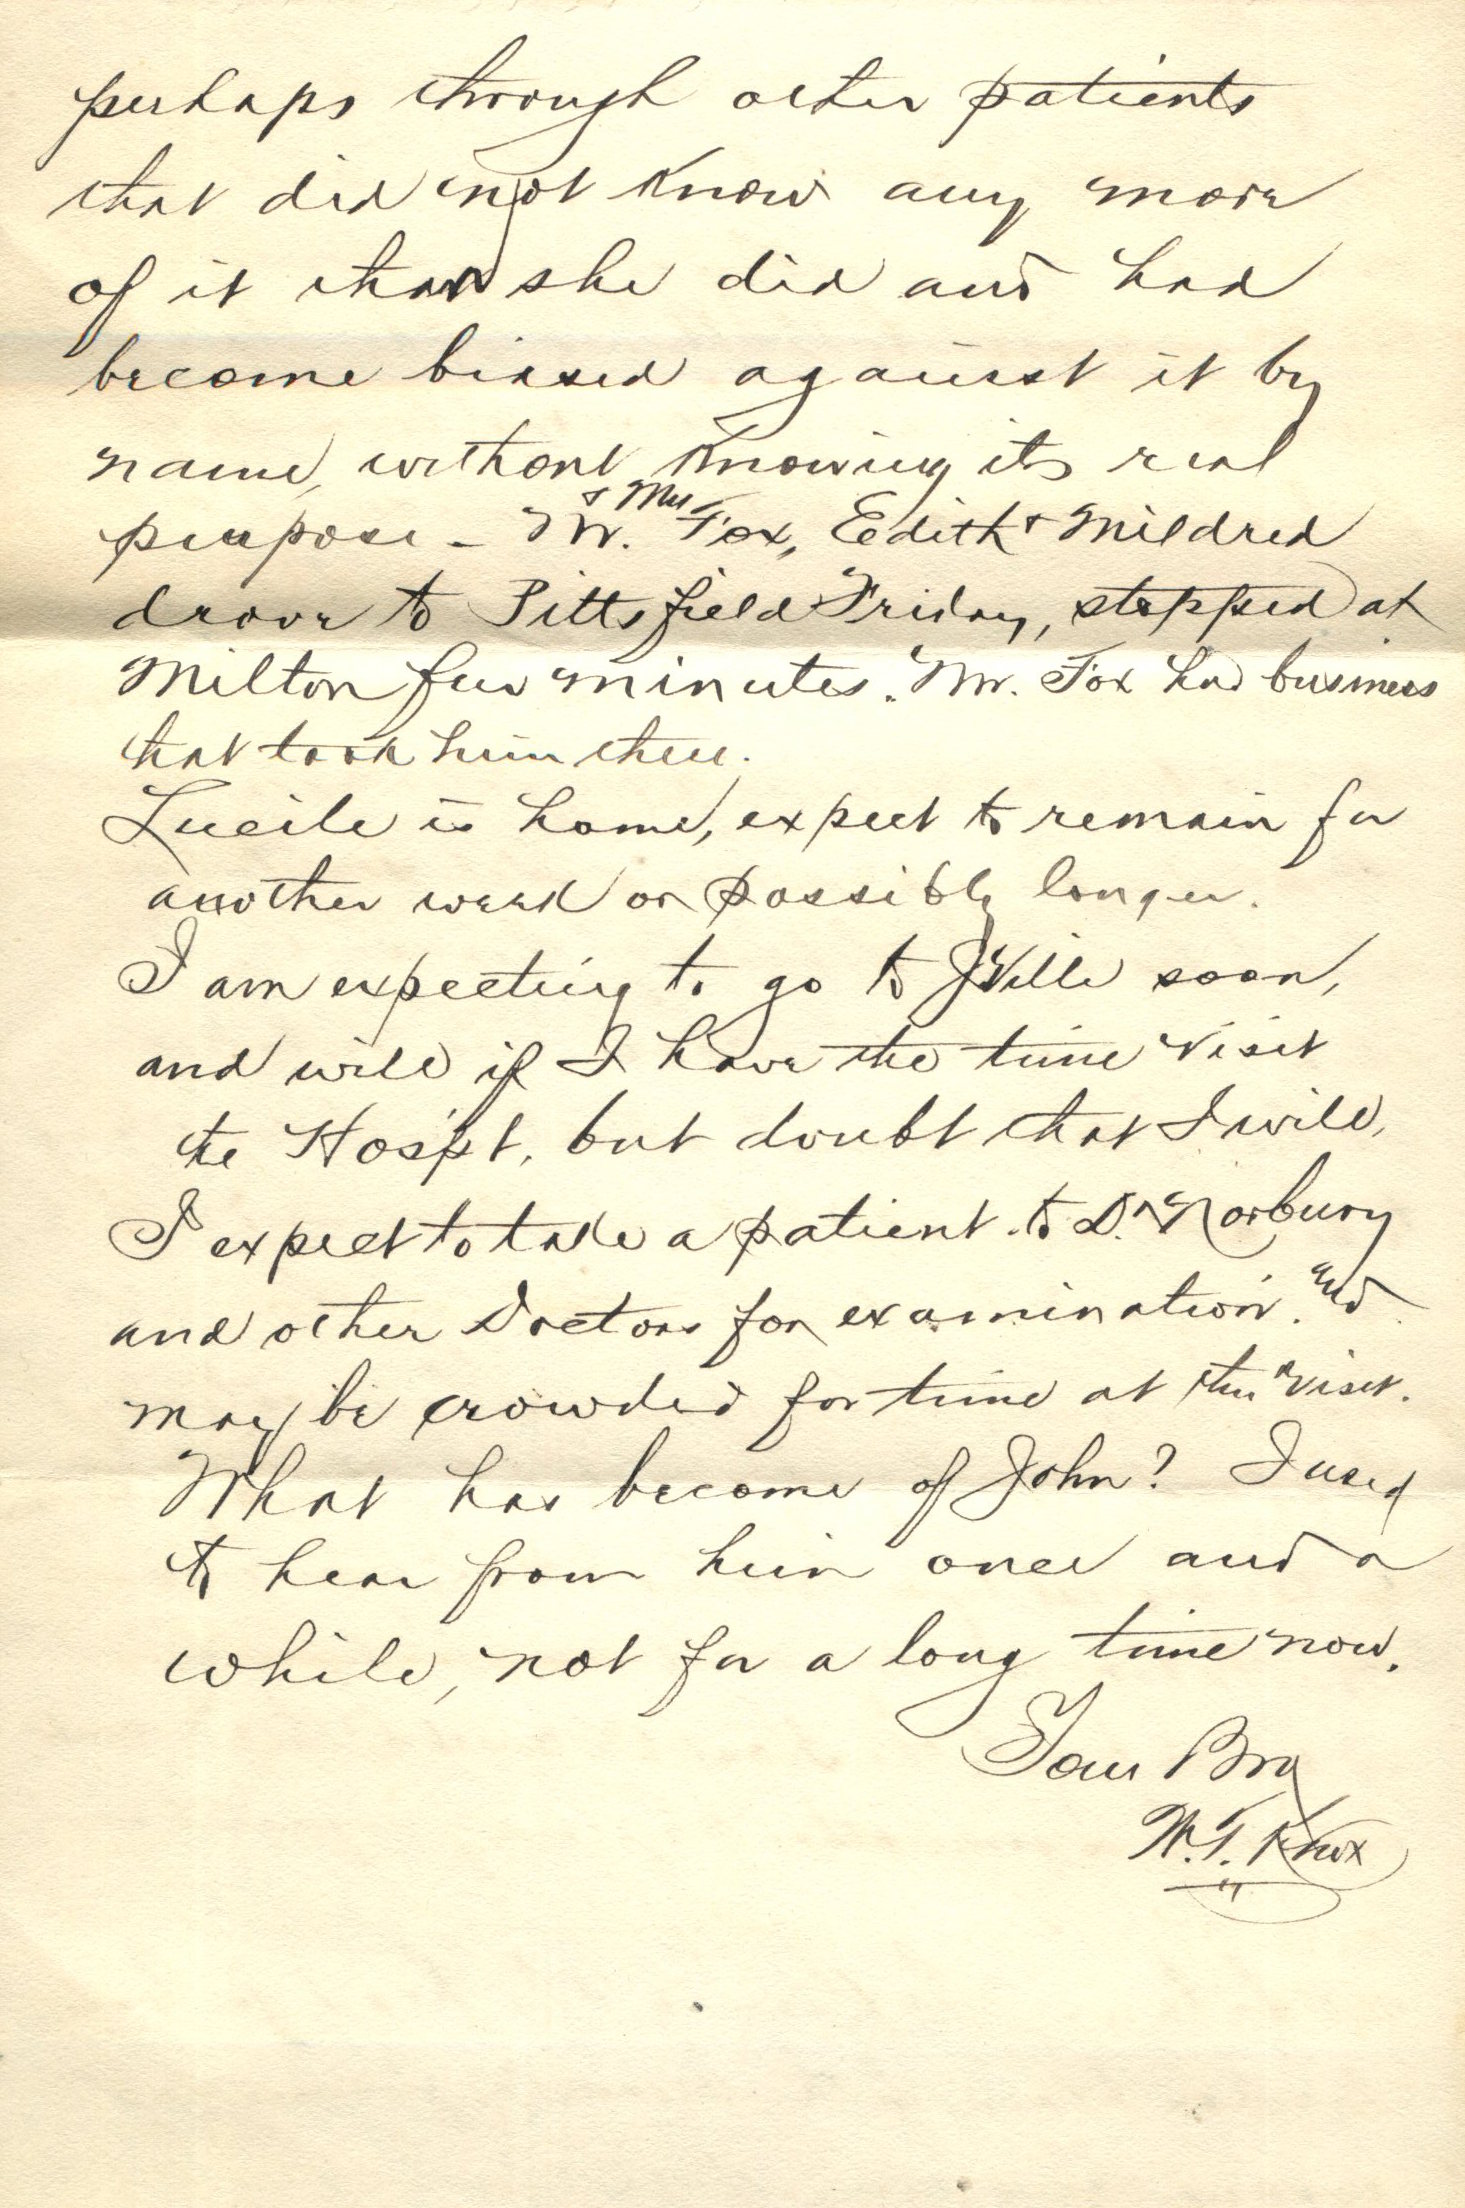 perhaps through other patients
that did not know any more
of it than she did and had
become biased against it by
name, without knowing its real
purpose - Mr. & Mrs Fox, Edith & Mildred
drove to Pittsfield Friday, stopped at
Milton few minutes. Mr. Fox had business
that took him there.
Lucile is home, expect to remain for
another week or possibly longer.
I am expecting to go to J'Ville soon,
and will if I have the time visit
the Hosp't, but doubt that I will,
I expect to take a patient to Dr. Norbury
and other Doctors for examination. and
may be crowded for time at this visit.
What has become of John? I used
to hear from him once and a
while, not for a long time now.
Your Bro
W.T. Knox